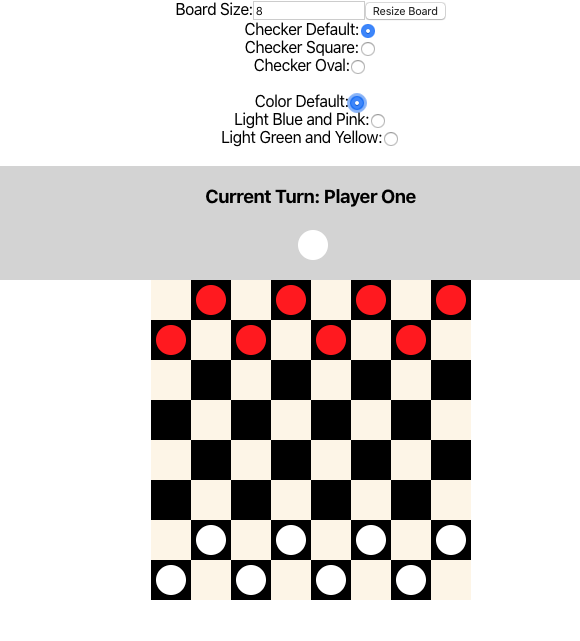 Board Size: 8 Resize Board
Checker Default:
Checker Square:
Checker Oval:
Color Default:
Light Blue and Pink:
Light Green and Yellow:
Current Turn: Player One